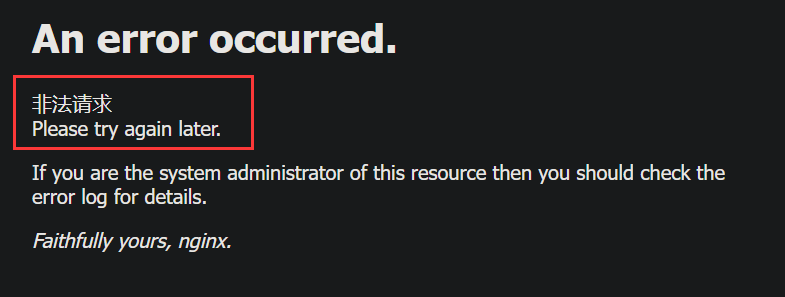 An error occurred.
非法请求
Please try again later.
If you are the system administrator of this resource then you should check the
error log for details.
Faithfully yours, nginx.